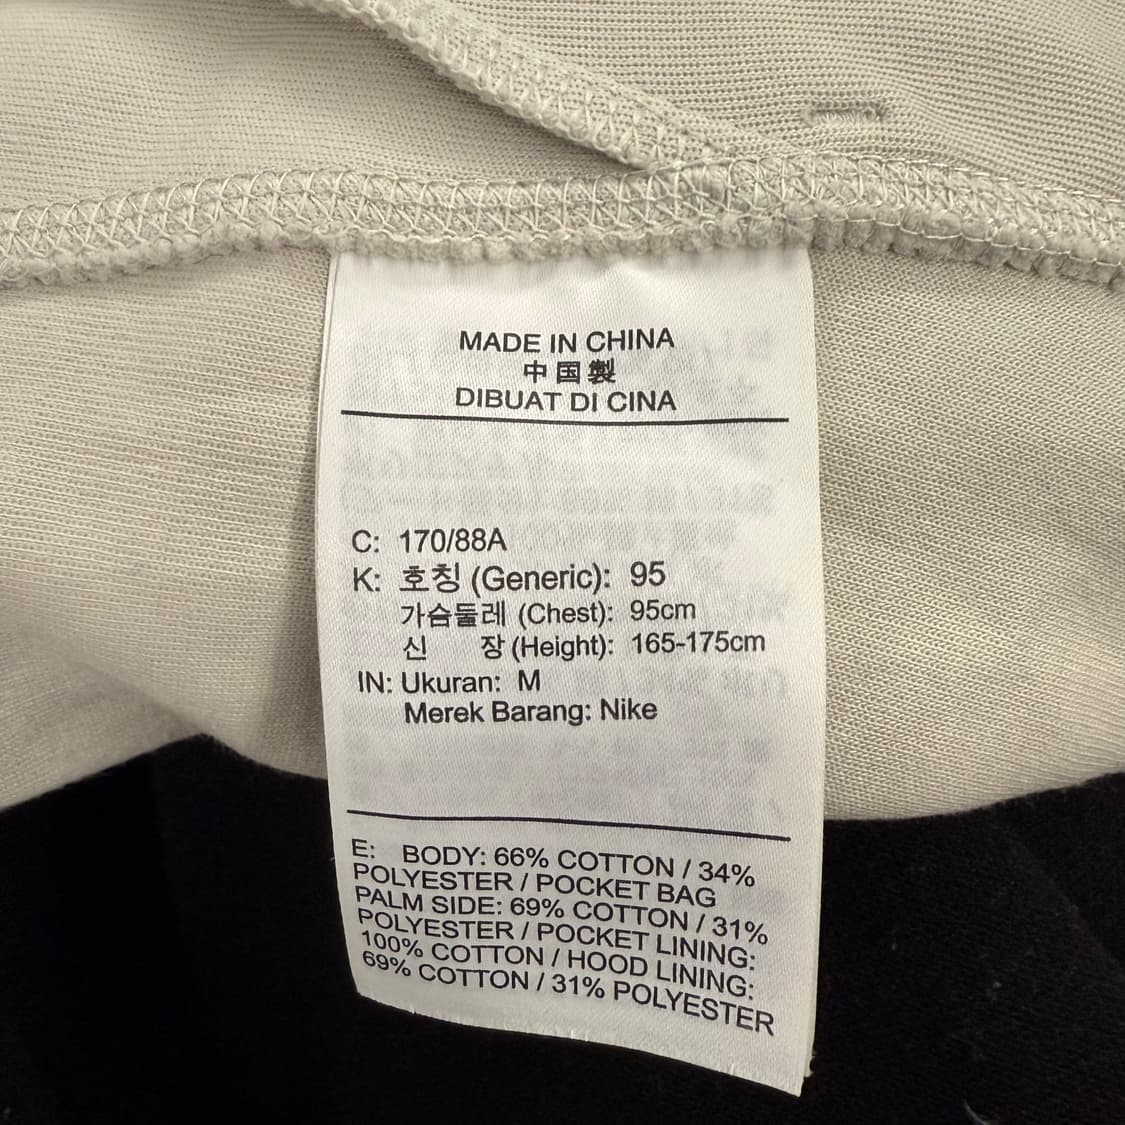 MADE IN CHINA
中国製
DIBUAT DI CINA
C: 170/88A
K: 호칭 (Generic): 95
가슴둘레 (Chest): 95cm
신 장 (Height): 165-175cm
IN: Ukuran: M
Merek Barang: Nike
E: BODY: 66% COTTON / 34%
POLYESTER / POCKET BAG
PALM SIDE: 69% COTTON / 31%
POLYESTER / POCKET LINING:
100% COTTON / HOOD LINING:
69% COTTON / 31% POLYESTER